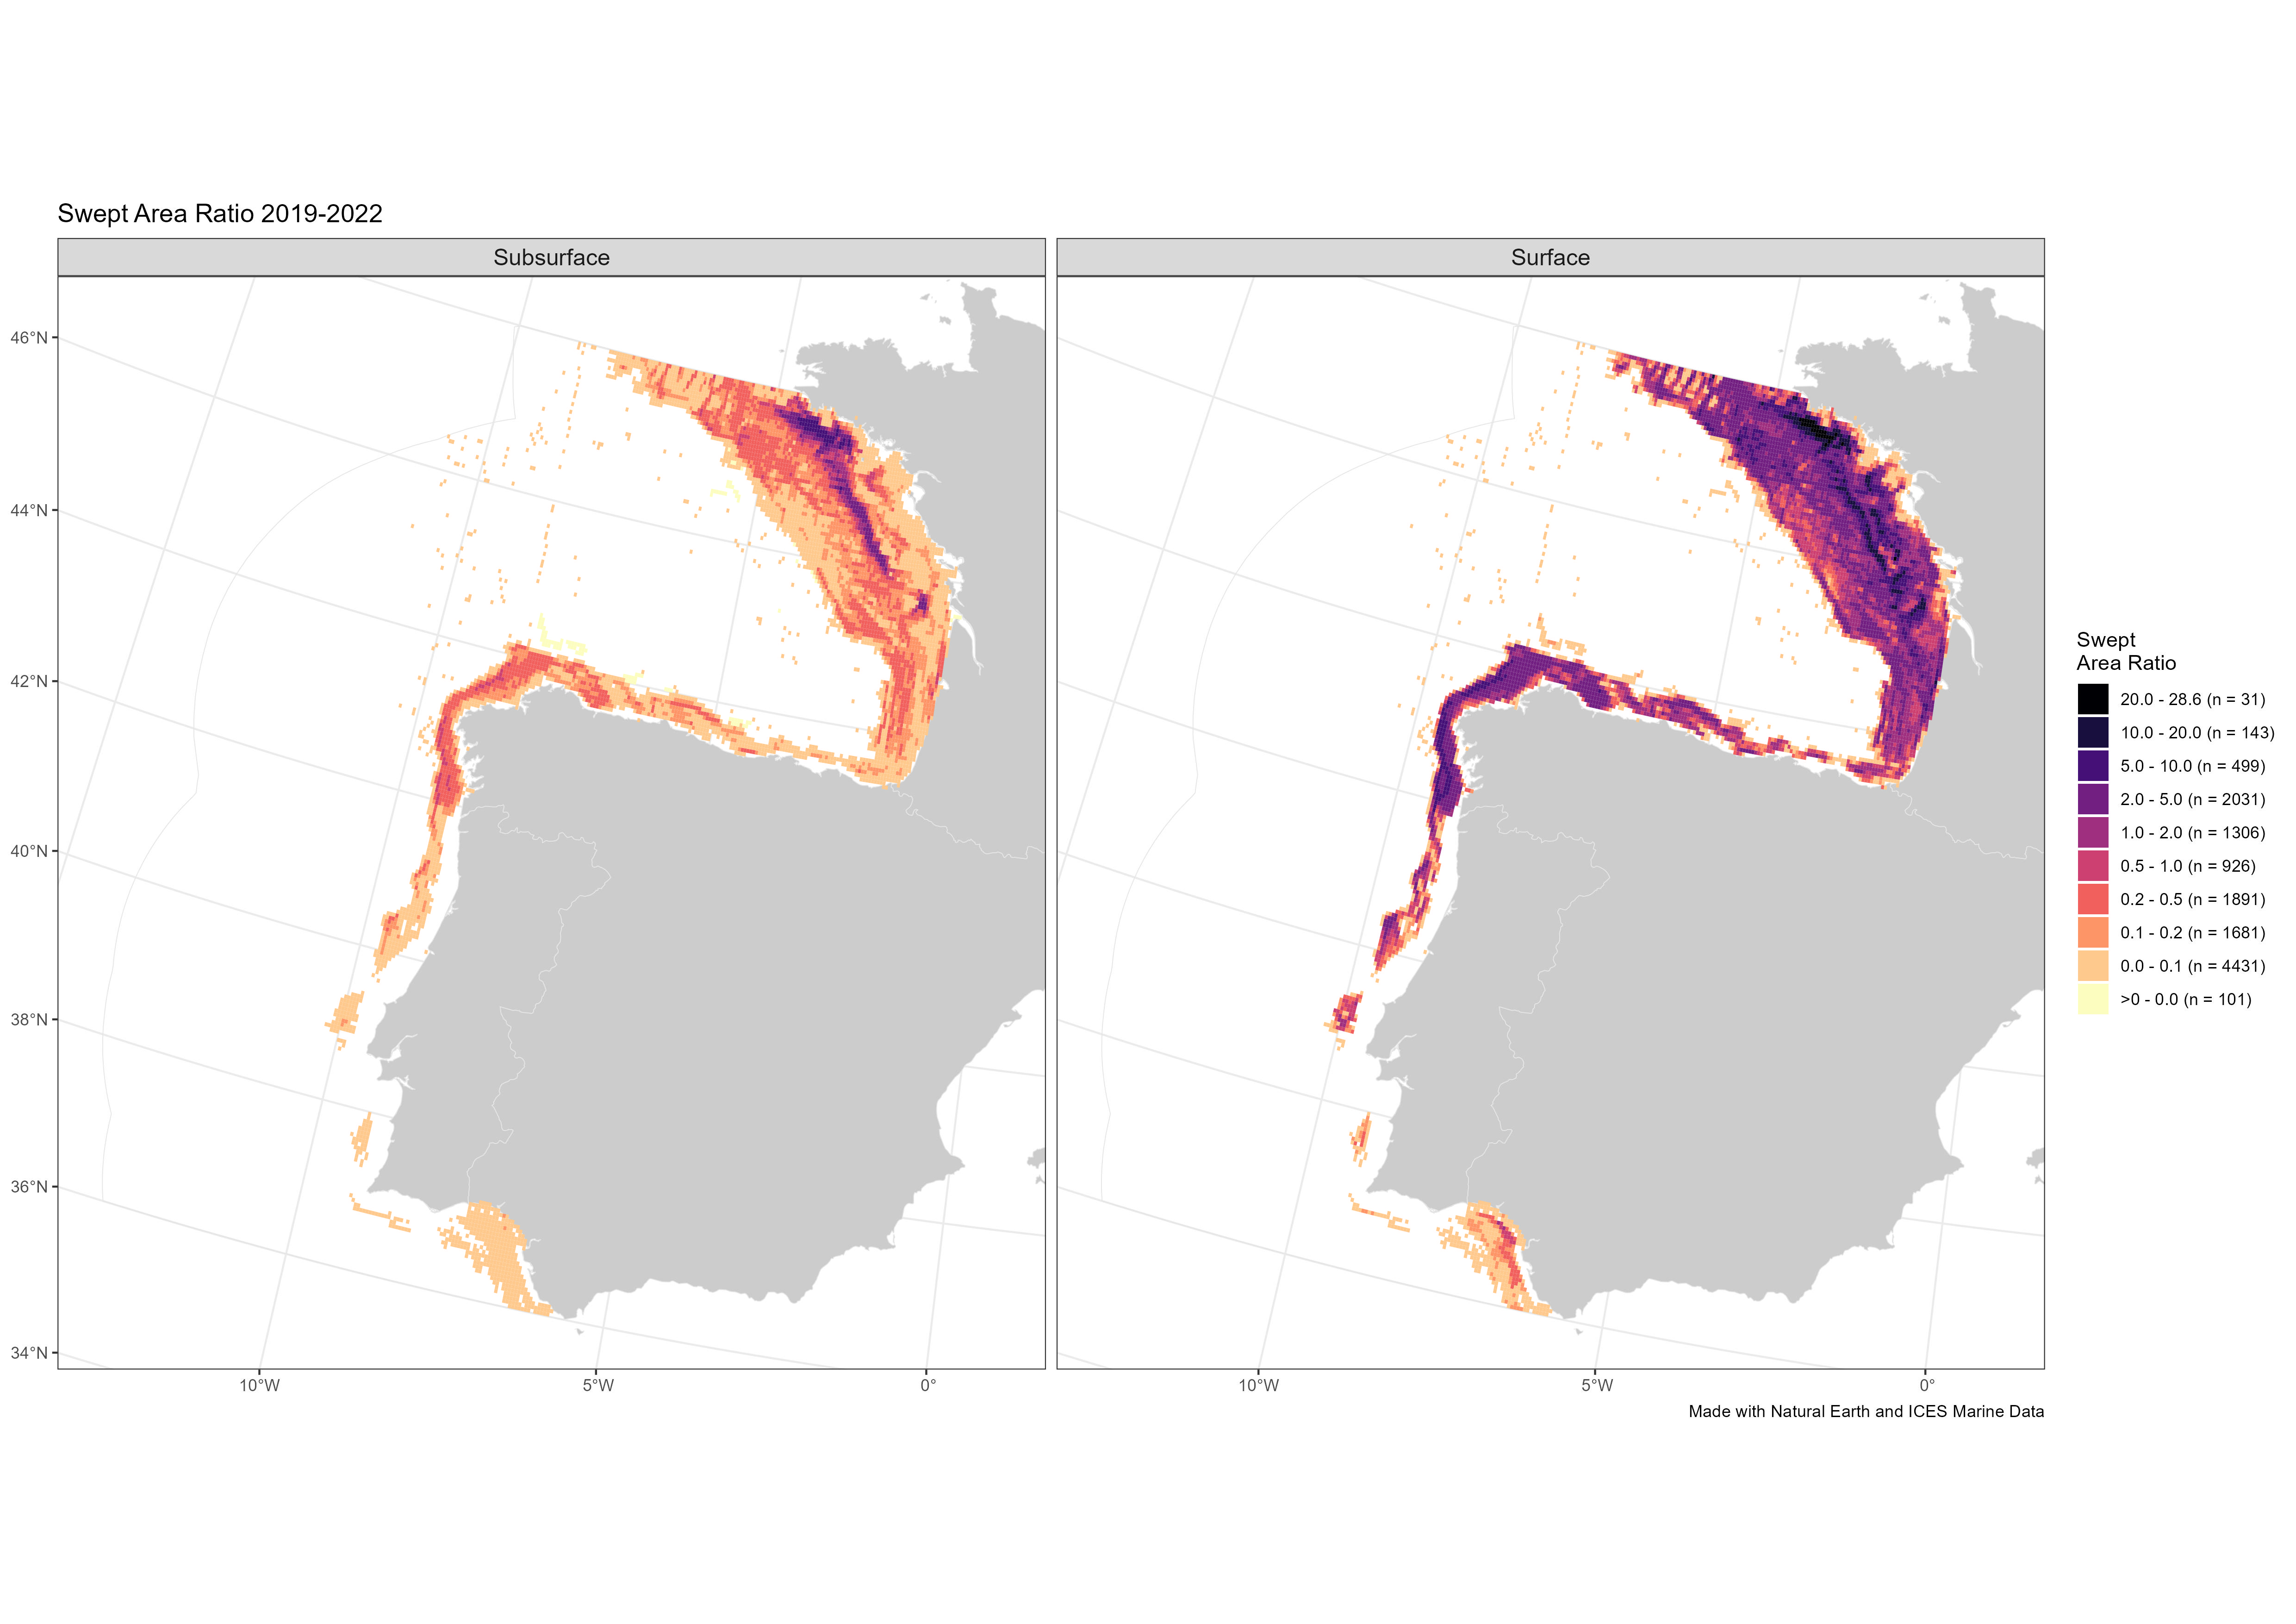 Swept Area Ratio 2019-2022
Subsurface
Surface
46°N
44°N
42°N
40°N
38°N
36°N
34°N
10°W
5°W
0°
10°W
5°W
0°
Swept
Area Ratio
20.0 - 28.6 (n = 31)
10.0 - 20.0 (n = 143)
5.0 - 10.0 (n = 499)
2.0 - 5.0 (n = 2031)
1.0 - 2.0 (n = 1306)
0.5 - 1.0 (n = 926)
0.2 - 0.5 (n = 1891)
0.1 - 0.2 (n = 1681)
0.0 - 0.1 (n = 4431)
>0 - 0.0 (n = 101)
Made with Natural Earth and ICES Marine Data